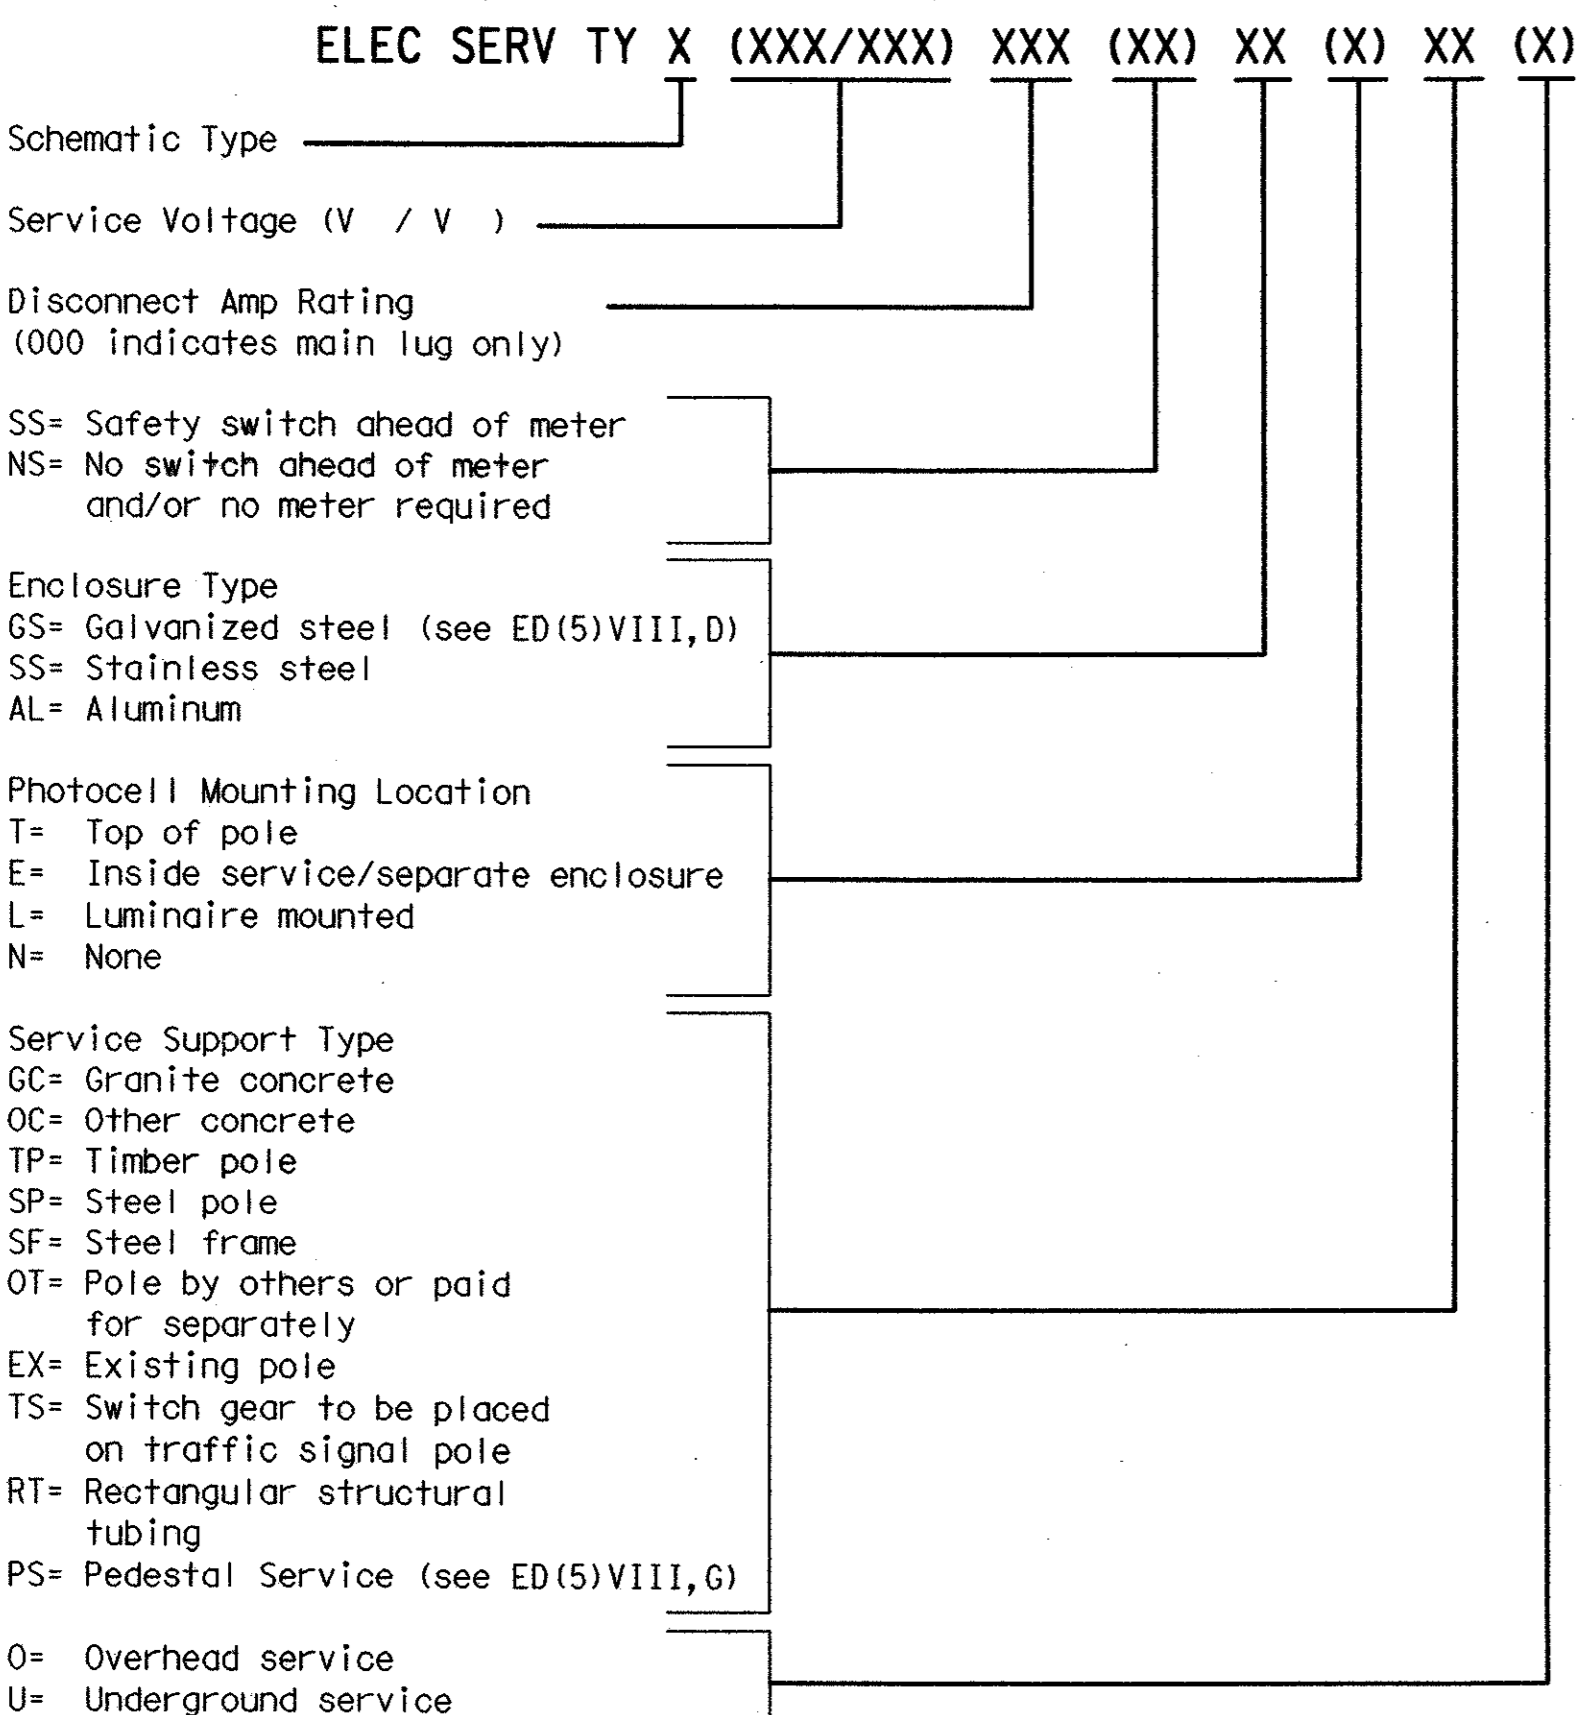 ELEC SERV TY X (XXX/XXX) XXX (XX) XX (X) XX (X)
Schematic Type
Service Voltage (V / V )
Disconnect Amp Rating
(000 indicates main lug only)
SS= Safety switch ahead of meter
NS= No switch ahead of meter
and/or no meter required
Enclosure Type
GS= Galvanized steel (see ED(5)VIII,D)
SS= Stainless steel
AL= Aluminum
Photocell Mounting Location
T= Top of pole
E= Inside service/separate enclosure
L= Luminaire mounted
N= None
Service Support Type
GC= Granite concrete
OC= Other concrete
TP= Timber pole
SP= Steel pole
SF= Steel frame
OT= Pole by others or paid
for separately
EX= Existing pole
TS= Switch gear to be placed
on traffic signal pole
RT= Rectangular structural
tubing
PS= Pedestal Service (see ED(5)VIII,G)
O= Overhead service
U= Underground service